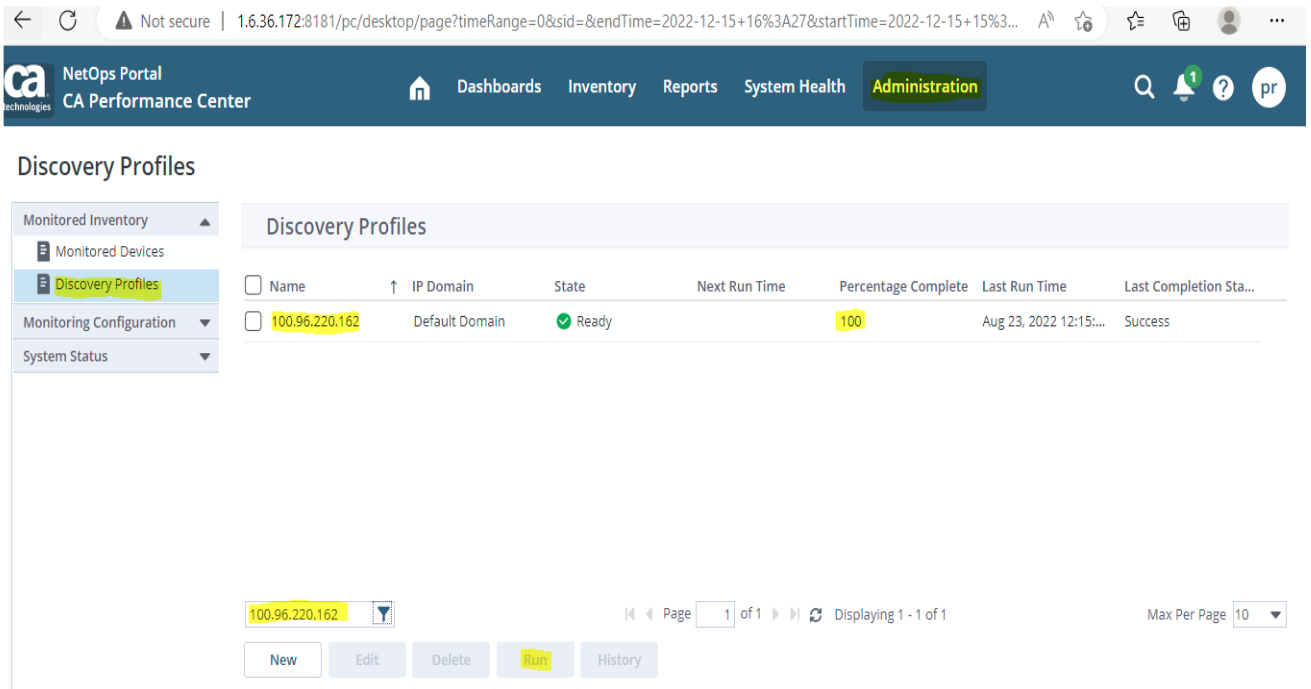 Not secure | 1.6.36.172:8181/pc/desktop/page?timeRange=0&sid=&endTime=2022-12-15+16%3A27&startTime=2022-12-15+15%3...
ca technologies
NetOps Portal
CA Performance Center
Dashboards Inventory Reports System Health Administration
1
?
pr
Discovery Profiles
Monitored Inventory
Monitored Devices
Discovery Profiles
Monitoring Configuration
System Status
Discovery Profiles
Name ↑ IP Domain State Next Run Time Percentage Complete Last Run Time Last Completion Sta...
100.96.220.162 Default Domain Ready 100 Aug 23, 2022 12:15:... Success
100.96.220.162 Page 1 of 1 Displaying 1 - 1 of 1 Max Per Page 10
New Edit Delete Run History